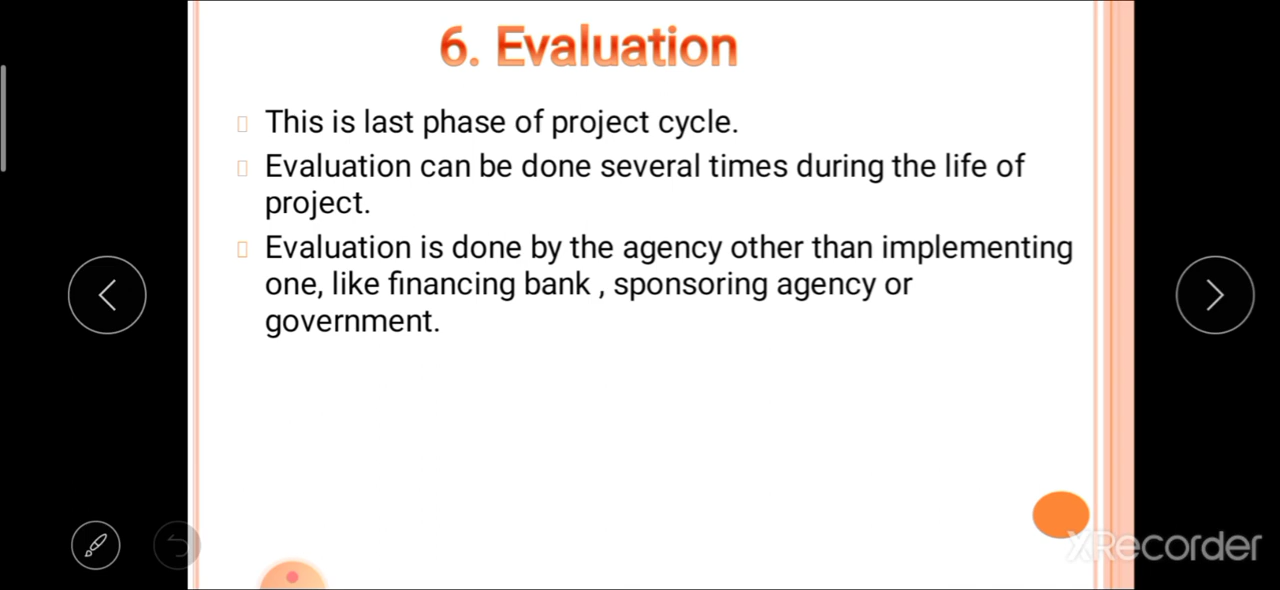 6. Evaluation
This is last phase of project cycle.
Evaluation can be done several times during the life of
project.
Evaluation is done by the agency other than implementing
one, like financing bank , sponsoring agency or
government.
XRecorder